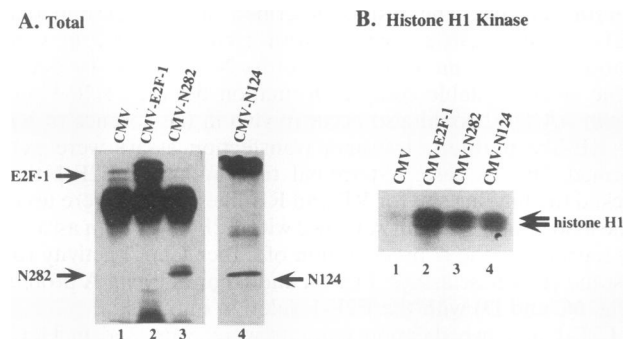 A. Total
CMV
CMV-E2F-1
CMV-N282
CMV-N124
E2F-1
N282
N124
1 2 3 4
B. Histone H1 Kinase
CMV
CMV-E2F-1
CMV-N282
CMV-N124
histone H1
1 2 3 4